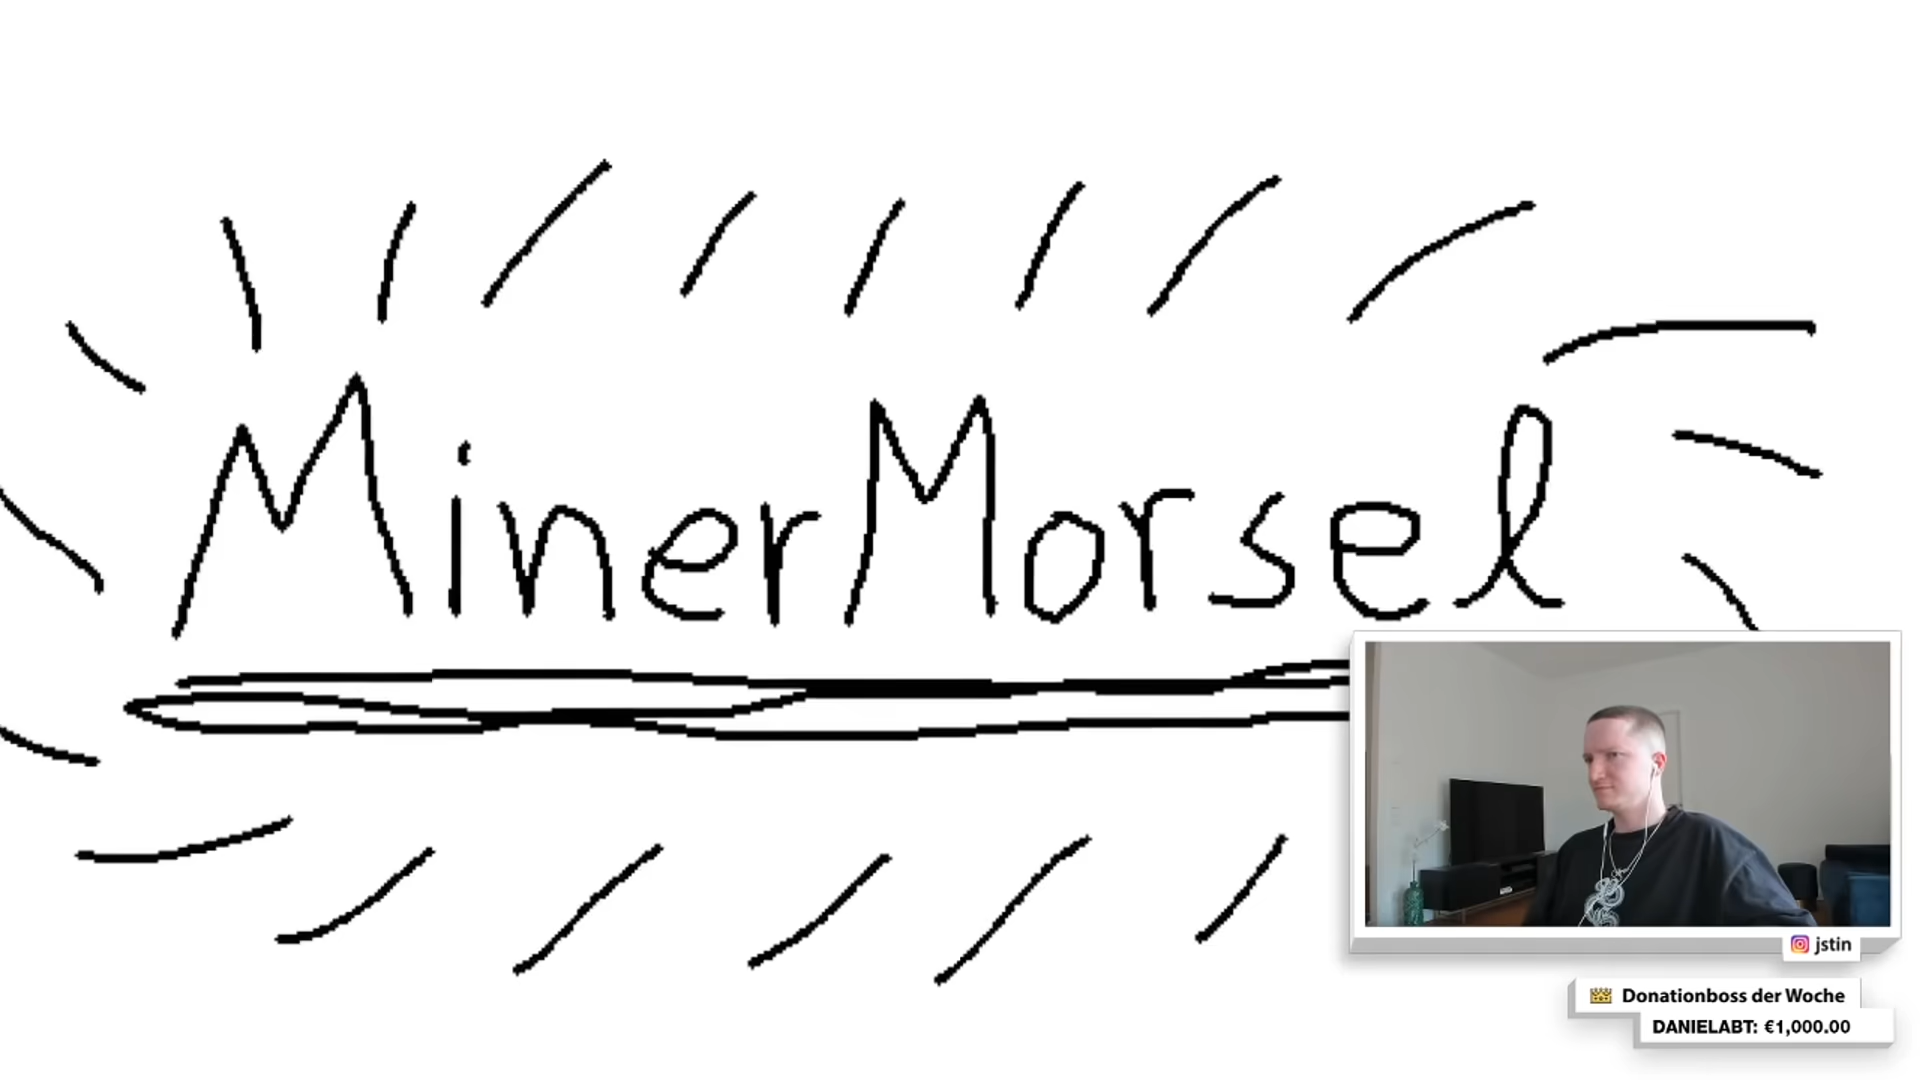 MinerMorsel
jstin
Donationboss der Woche
DANIELABT: €1,000.00